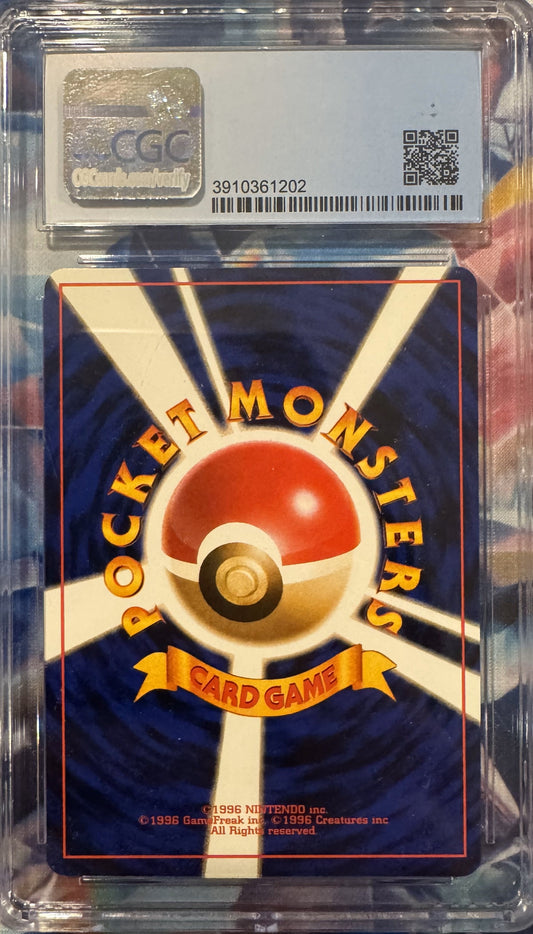 CGC
CGCcards.com/verify
3910361202
POCKET MONSTERS
CARD GAME
©1996 NINTENDO inc.
©1996 GameFreak inc. ©1996 Creatures inc.
All Rights reserved.